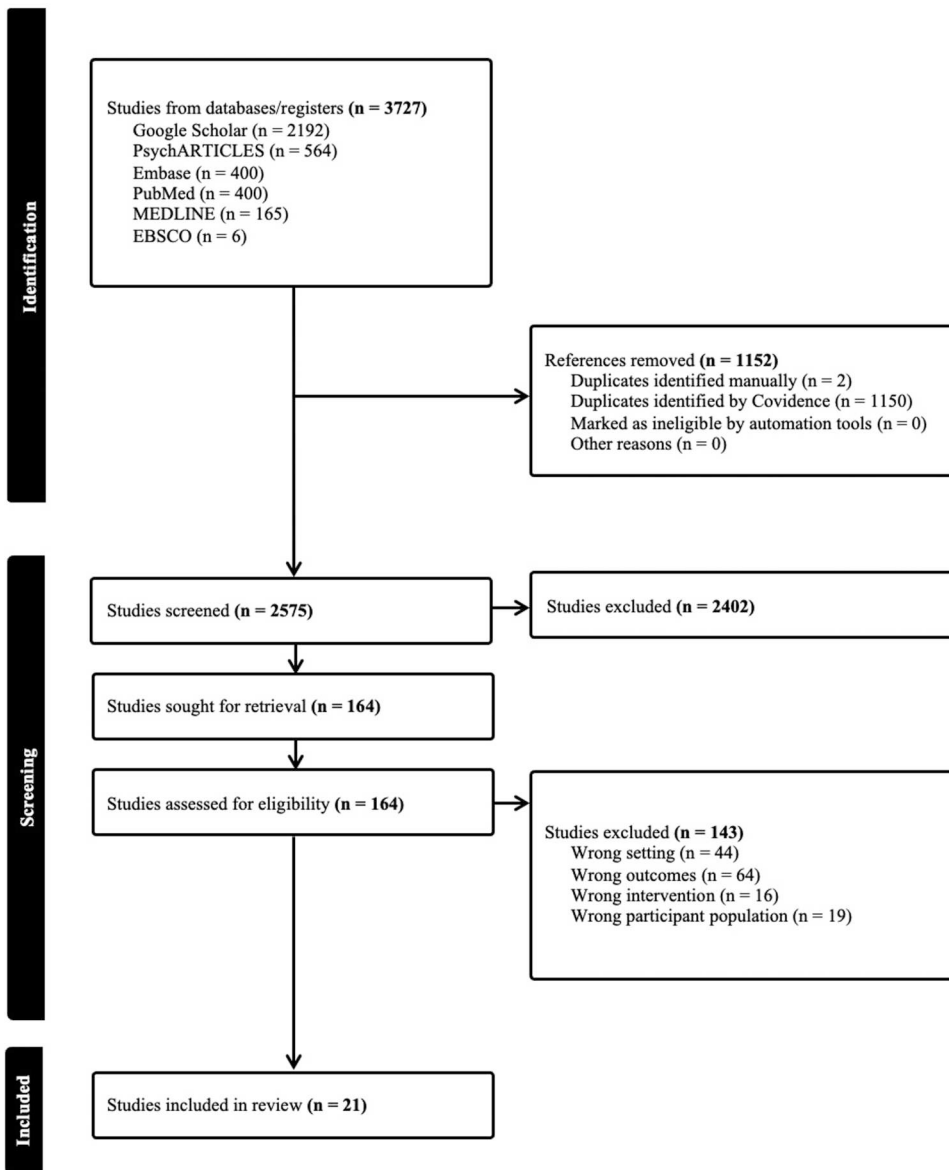 Identification
Studies from databases/registers (n = 3727)
Google Scholar (n = 2192)
PsychARTICLES (n = 564)
Embase (n = 400)
PubMed (n = 400)
MEDLINE (n = 165)
EBSCO (n = 6)
References removed (n = 1152)
Duplicates identified manually (n = 2)
Duplicates identified by Covidence (n = 1150)
Marked as ineligible by automation tools (n = 0)
Other reasons (n = 0)
Screening
Studies screened (n = 2575)
Studies excluded (n = 2402)
Studies sought for retrieval (n = 164)
Studies assessed for eligibility (n = 164)
Studies excluded (n = 143)
Wrong setting (n = 44)
Wrong outcomes (n = 64)
Wrong intervention (n = 16)
Wrong participant population (n = 19)
Included
Studies included in review (n = 21)